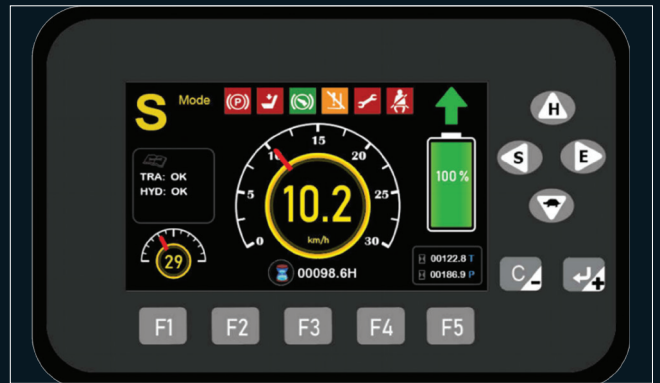 S Mode
(P)
TRA: OK
HYD: OK
0
5
10
15
20
25
30
10.2
km/h
100 %
29
00098.6H
00122.8 T
00186.9 P
H
S
E
C -
+
F1
F2
F3
F4
F5